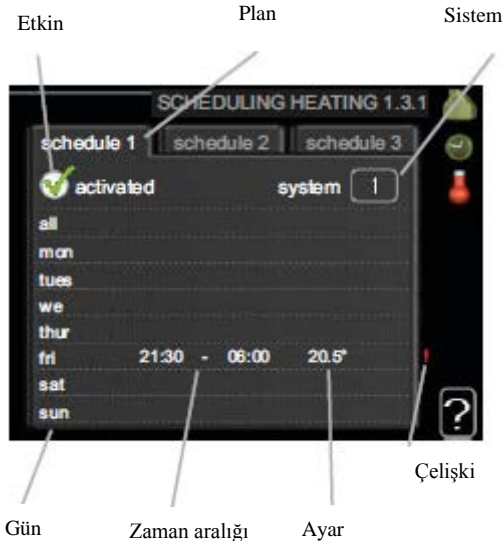 Etkin
Plan
Sistem
SCHEDULING HEATING 1.3.1
schedule 1 schedule 2 schedule 3
activated system 1
all
mon
tues
we
thur
fri 21:30 - 06:00 20.5° !
sat
sun
?
Çelişki
Gün
Zaman aralığı
Ayar